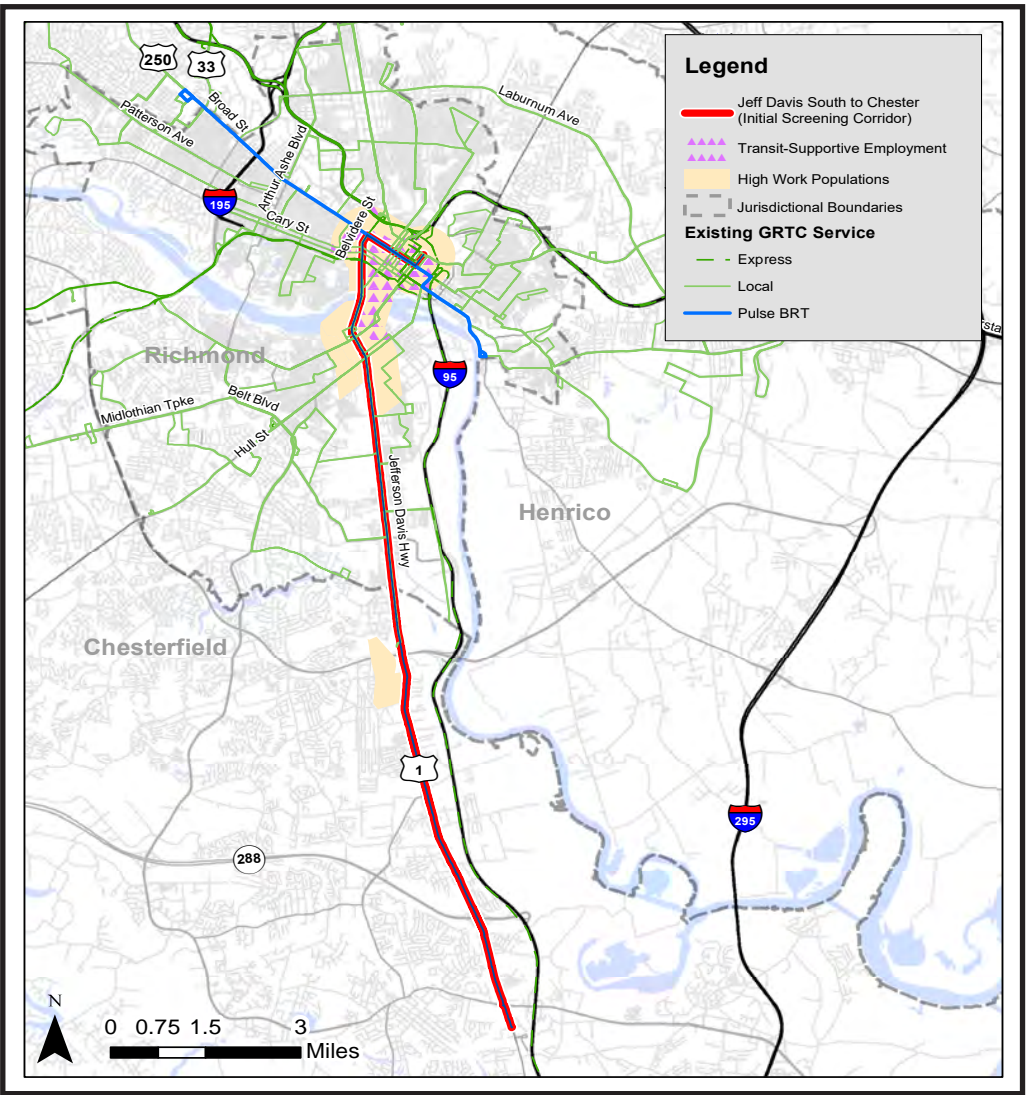 Legend
Jeff Davis South to Chester
(Initial Screening Corridor)
Transit-Supportive Employment
High Work Populations
Jurisdictional Boundaries
Existing GRTC Service
Express
Local
Pulse BRT
250
33
Broad St
Patterson Ave
Laburnum Ave
Arthur Ashe Blvd
195
Cary St
Belvidere St
Richmond
95
Midlothian Tpke
Belt Blvd
Hull St
Jefferson Davis Hwy
Henrico
Chesterfield
1
295
288
N
0 0.75 1.5 3
Miles